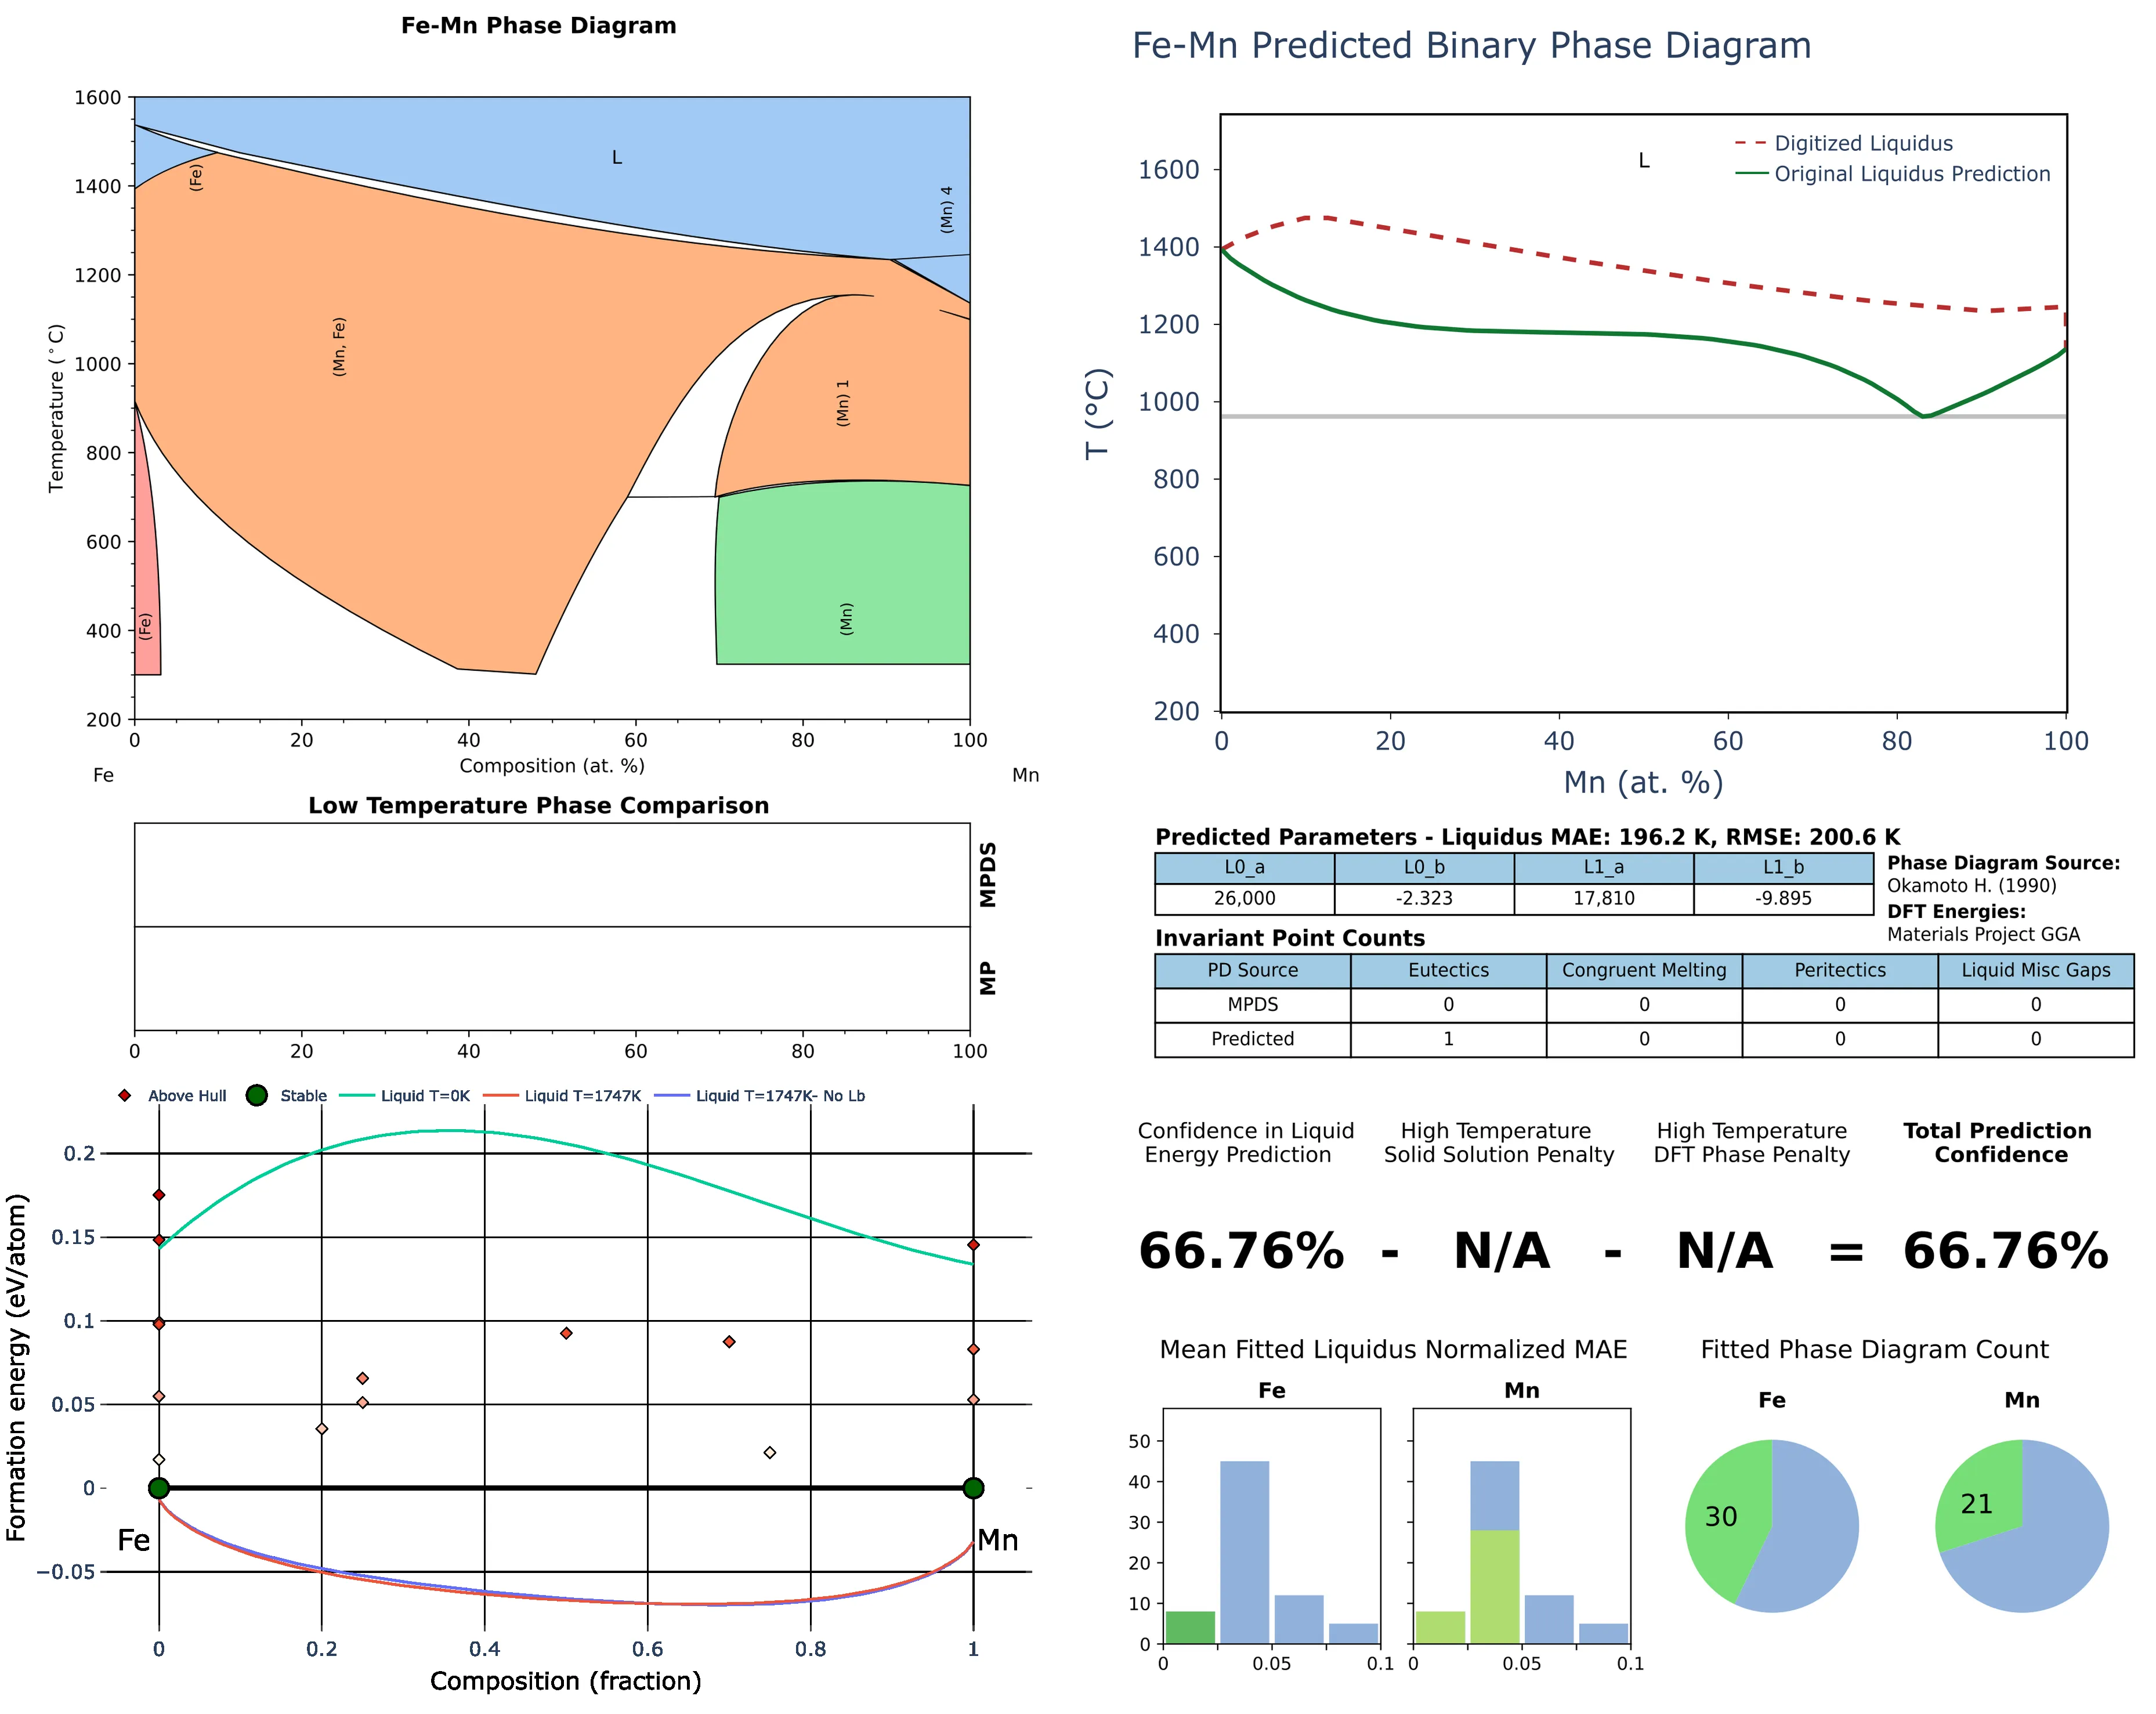 Fe-Mn Phase Diagram
1600
1400
1200
1000
800
600
400
200
Temperature (°C)
L
(Fe)
(Mn) 4
(Mn, Fe)
(Mn) 1
(Fe)
(Mn)
0 20 40 60 80 100
Composition (at. %)
Fe Mn
Low Temperature Phase Comparison
MPDS
MP
0 20 40 60 80 100
Above Hull Stable Liquid T=0K Liquid T=1747K Liquid T=1747K- No Lb
0.2
0.15
0.1
0.05
0
−0.05
Formation energy (eV/atom)
Fe Mn
0 0.2 0.4 0.6 0.8 1
Composition (fraction)
Fe-Mn Predicted Binary Phase Diagram
Digitized Liquidus
Original Liquidus Prediction
L
1600
1400
1200
1000
800
600
400
200
T (°C)
0 20 40 60 80 100
Mn (at. %)
Predicted Parameters - Liquidus MAE: 196.2 K, RMSE: 200.6 K
L0_a L0_b L1_a L1_b
26,000 -2.323 17,810 -9.895
Phase Diagram Source:
Okamoto H. (1990)
DFT Energies:
Materials Project GGA
Invariant Point Counts
PD Source Eutectics Congruent Melting Peritectics Liquid Misc Gaps
MPDS 0 0 0 0
Predicted 1 0 0 0
Confidence in Liquid
Energy Prediction
High Temperature
Solid Solution Penalty
High Temperature
DFT Phase Penalty
Total Prediction
Confidence
66.76% - N/A - N/A = 66.76%
Mean Fitted Liquidus Normalized MAE
Fe Mn
50
40
30
20
10
0
0 0.05 0.1 0 0.05 0.1
Fitted Phase Diagram Count
Fe Mn
30 21